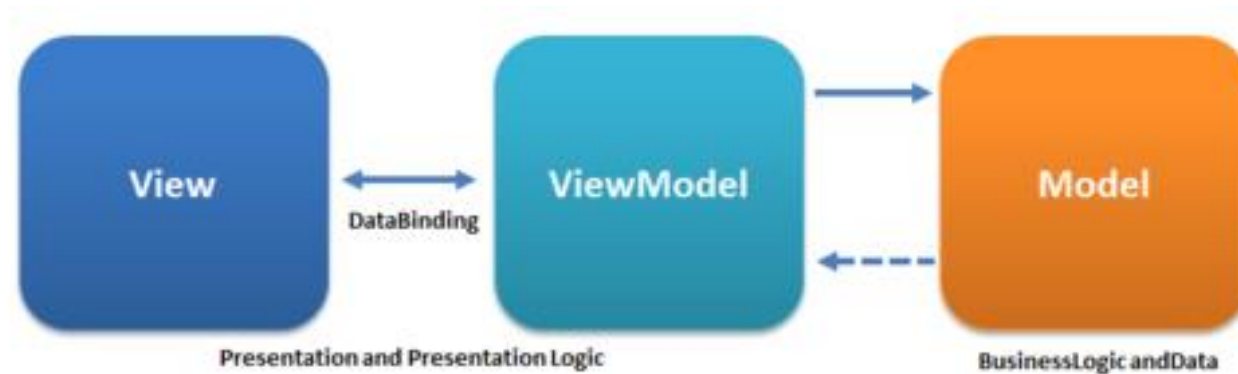 View
ViewModel
Model
DataBinding
Presentation and Presentation Logic
BusinessLogic andData